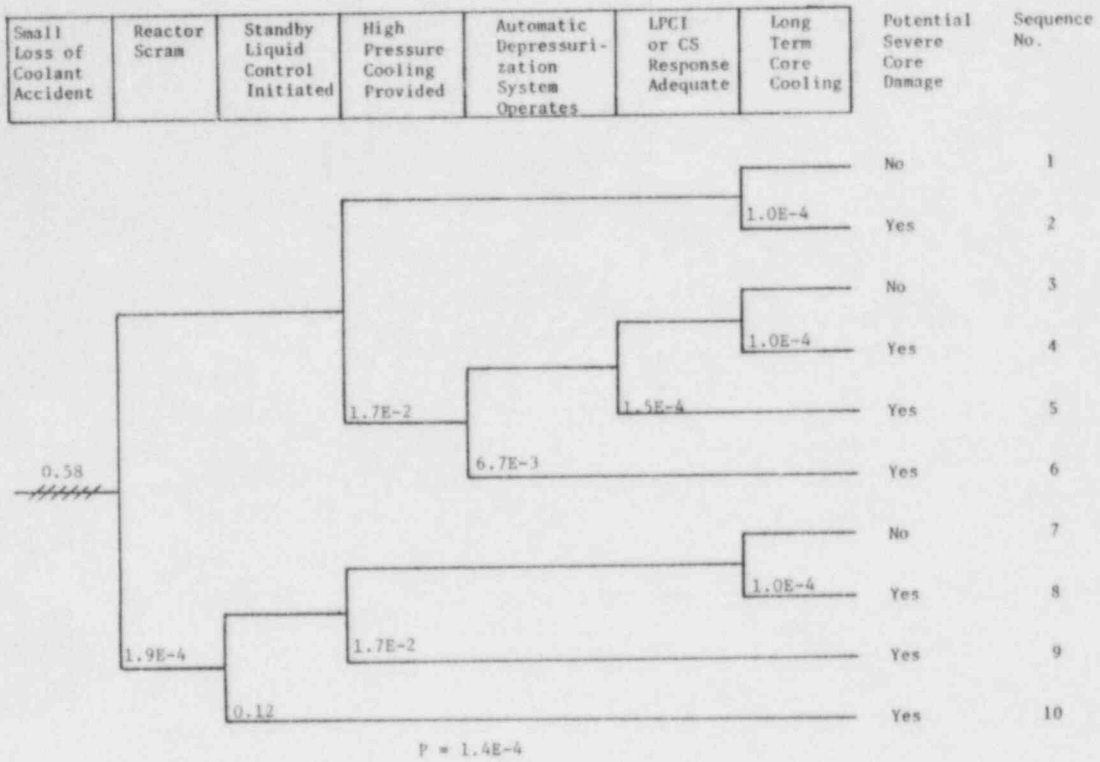 Small Loss of Coolant Accident
Reactor Scram
Standby Liquid Control Initiated
High Pressure Cooling Provided
Automatic Depressuri-zation System Operates
LPCI or CS Response Adequate
Long Term Core Cooling
Potential Severe Core Damage
Sequence No.
No 1
1.0E-4
Yes 2
No 3
1.0E-4
Yes 4
1.7E-2
1.5E-4
Yes 5
0.58
6.7E-3
Yes 6
No 7
1.0E-4
Yes 8
1.9E-4
1.7E-2
Yes 9
0.12
Yes 10
P = 1.4E-4